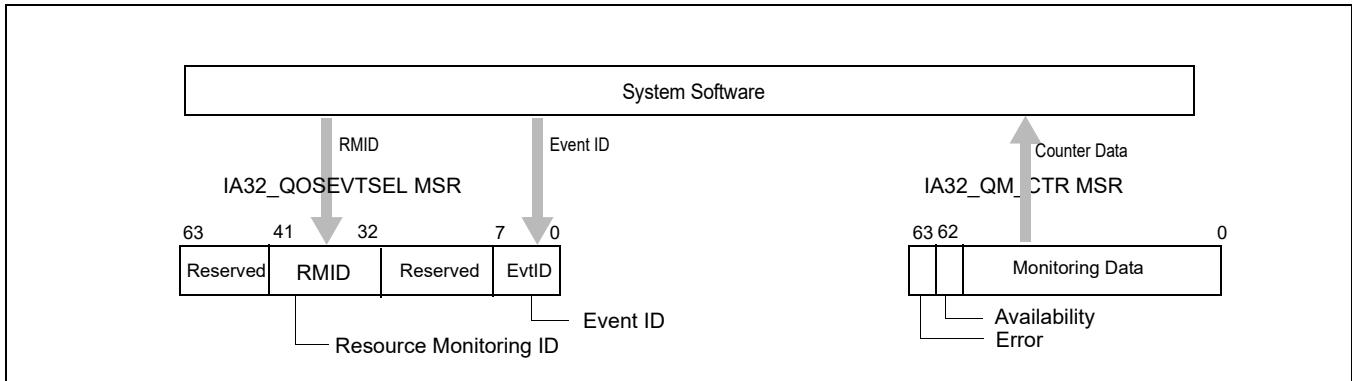 System Software
RMID
Event ID
Counter Data
IA32_QOSEVTSEL MSR
IA32_QM_CTR MSR
63 41 32 7 0
63 62 0
Reserved RMID Reserved EvtID
Monitoring Data
Event ID
Resource Monitoring ID
Availability
Error